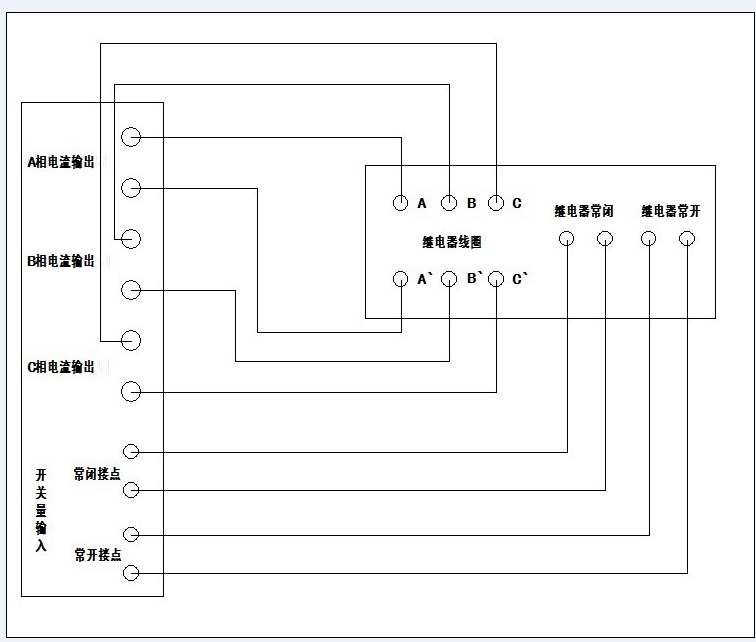 A相电流输出
B相电流输出
C相电流输出
开关量输入
常闭接点
常开接点
A B C
继电器线圈
A` B` C`
继电器常闭
继电器常开